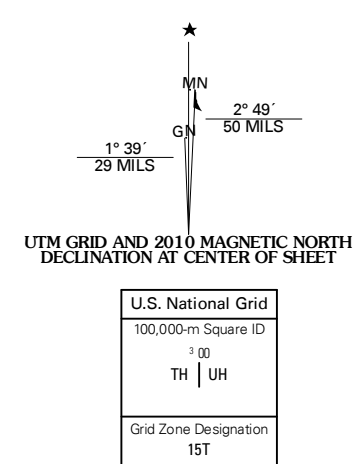 MN
2° 49´
50 MILS
GN
1° 39´
29 MILS
UTM GRID AND 2010 MAGNETIC NORTH
DECLINATION AT CENTER OF SHEET
U.S. National Grid
100,000-m Square ID
3 00
TH UH
Grid Zone Designation
15T